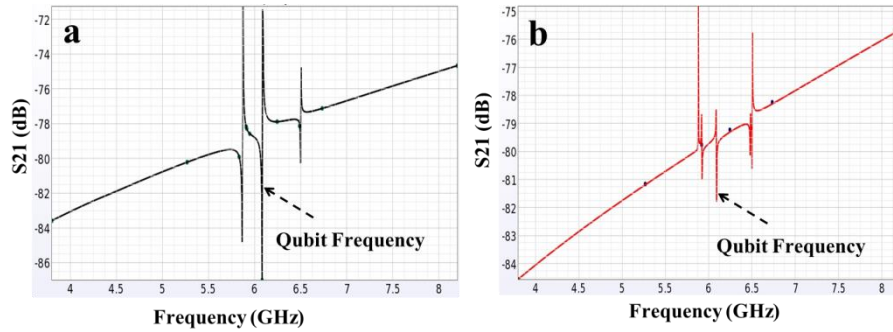 a
-72
-74
-76
-78
-80
-82
-84
-86
S21 (dB)
Qubit Frequency
4 4.5 5 5.5 6 6.5 7 7.5 8
Frequency (GHz)
b
-75
-76
-77
-78
-79
-80
-81
-82
-83
-84
S21 (dB)
Qubit Frequency
4 4.5 5 5.5 6 6.5 7 7.5 8
Frequency (GHz)